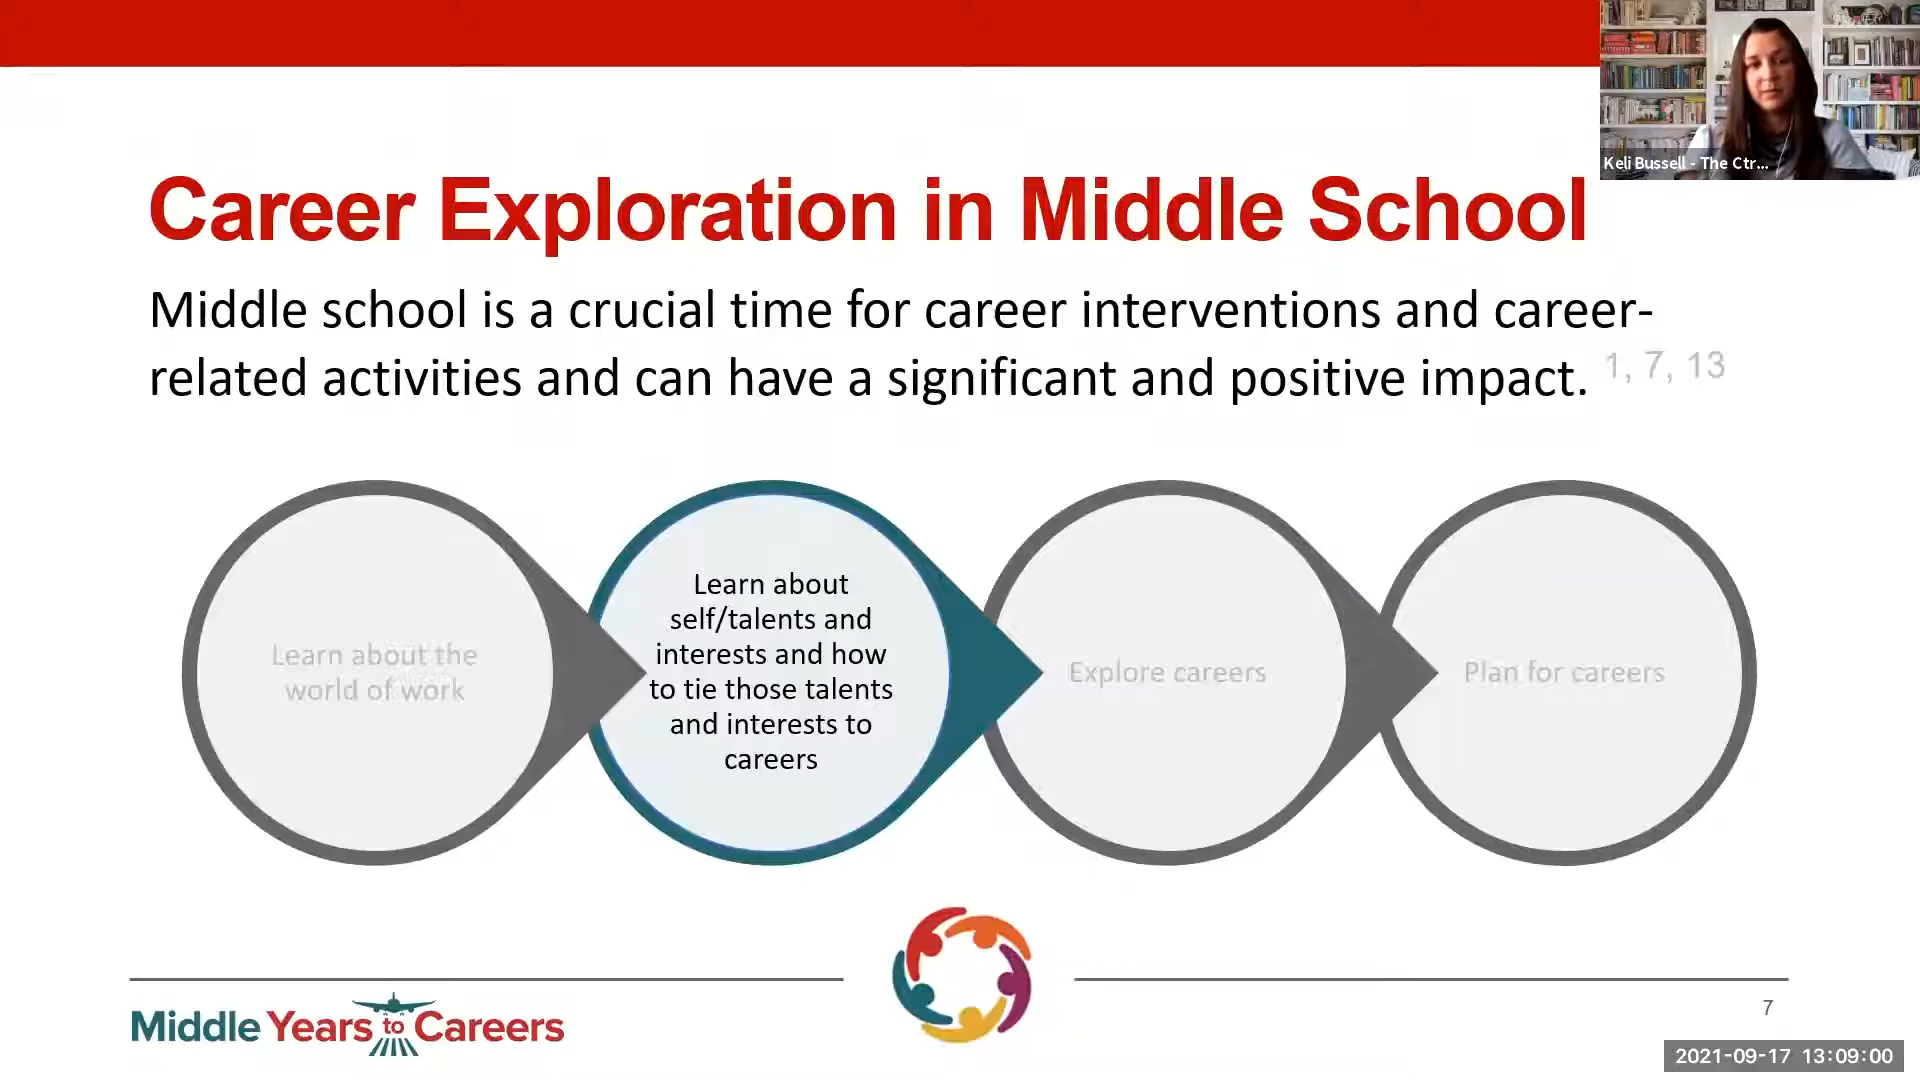 Keli Bussell - The Ctr...
Career Exploration in Middle School
Middle school is a crucial time for career interventions and career-
related activities and can have a significant and positive impact. 1, 7, 13
Learn about the
world of work
Learn about
self/talents and
interests and how
to tie those talents
and interests to
careers
Explore careers
Plan for careers
Middle Years to Careers
7
2021-09-17 13:09:00